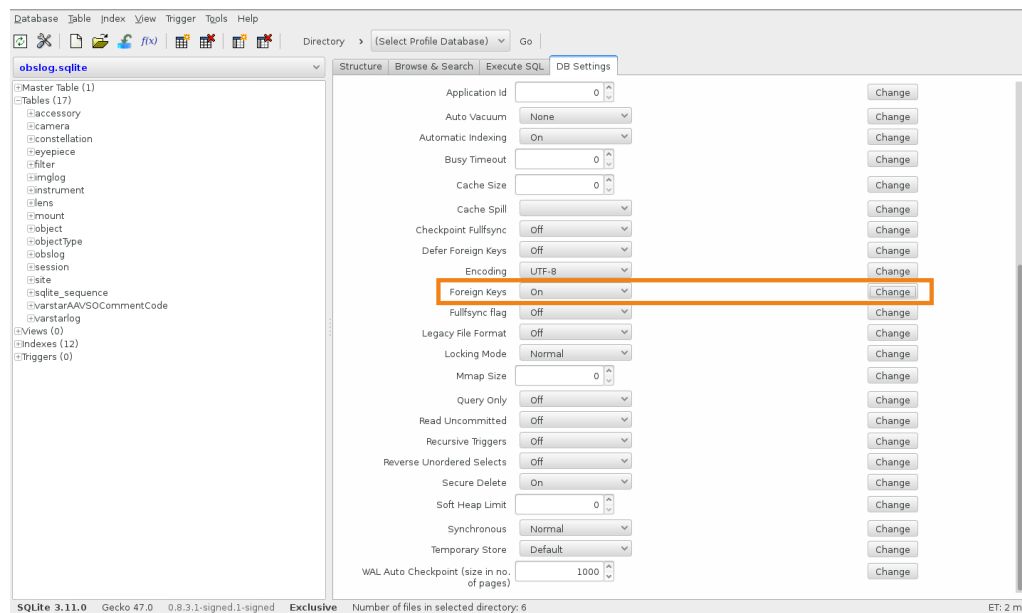 Database Table Index View Trigger Tools Help
f(x) Directory > (Select Profile Database) Go
obslog.sqlite
Structure Browse & Search Execute SQL DB Settings
Master Table (1)
Tables (17)
accessory
camera
constellation
eyepiece
filter
imglog
instrument
lens
mount
object
objectType
obslog
session
site
sqlite_sequence
varstarAAVSOCommentCode
varstarlog
Views (0)
Indexes (12)
Triggers (0)
Application Id 0 Change
Auto Vacuum None Change
Automatic Indexing On Change
Busy Timeout 0 Change
Cache Size 0 Change
Cache Spill Change
Checkpoint Fullfsync Off Change
Defer Foreign Keys Off Change
Encoding UTF-8 Change
Foreign Keys On Change
Fullfsync flag Off Change
Legacy File Format Off Change
Locking Mode Normal Change
Mmap Size 0 Change
Query Only Off Change
Read Uncommitted Off Change
Recursive Triggers Off Change
Reverse Unordered Selects Off Change
Secure Delete On Change
Soft Heap Limit 0 Change
Synchronous Normal Change
Temporary Store Default Change
WAL Auto Checkpoint (size in no. 1000 Change
of pages)
SQLite 3.11.0 Gecko 47.0 0.8.3.1-signed.1-signed Exclusive Number of files in selected directory: 6 ET: 2 m